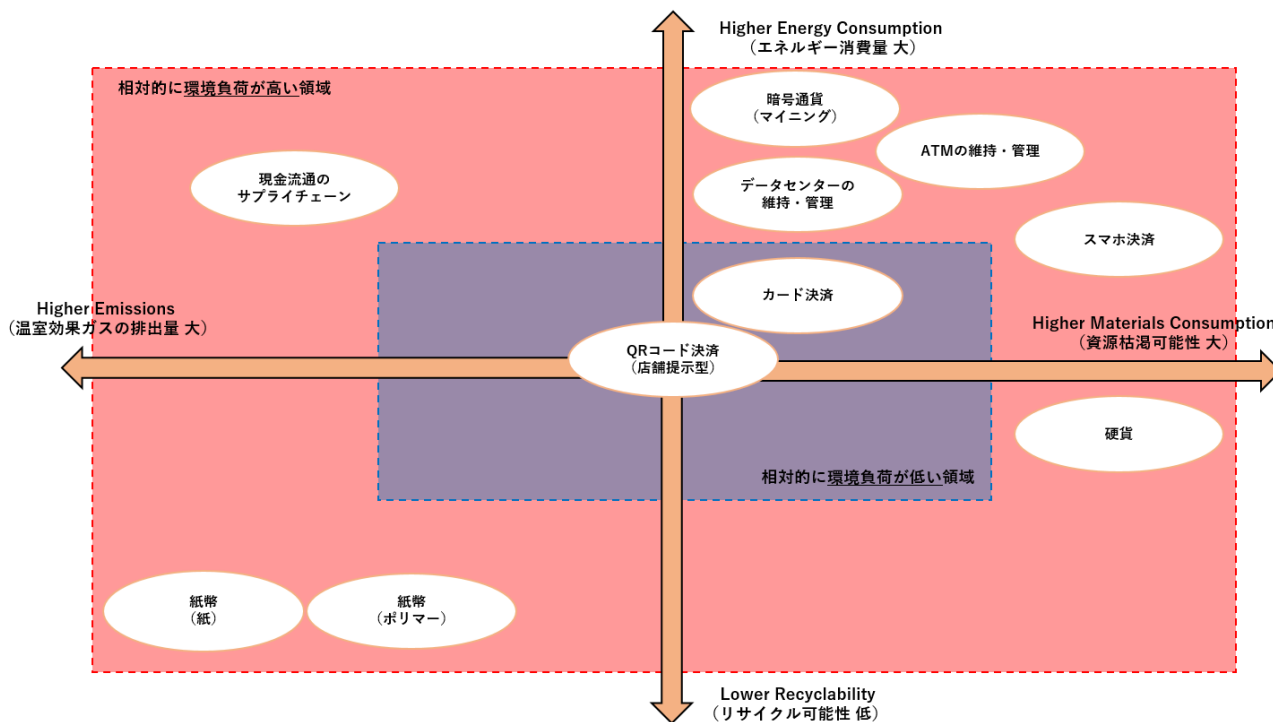 Higher Energy Consumption
（エネルギー消費量 大）
相対的に環境負荷が高い領域
暗号通貨
（マイニング）
ATMの維持・管理
現金流通の
サプライチェーン
データセンターの
維持・管理
スマホ決済
カード決済
Higher Emissions
（温室効果ガスの排出量 大）
Higher Materials Consumption
（資源枯渇可能性 大）
QRコード決済
（店舗提示型）
硬貨
相対的に環境負荷が低い領域
紙幣
（紙）
紙幣
（ポリマー）
Lower Recyclability
（リサイクル可能性 低）